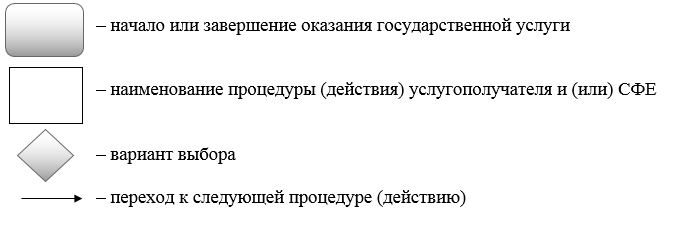 – начало или завершение оказания государственной услуги
– наименование процедуры (действия) услугополучателя и (или) СФЕ
– вариант выбора
– переход к следующей процедуре (действию)